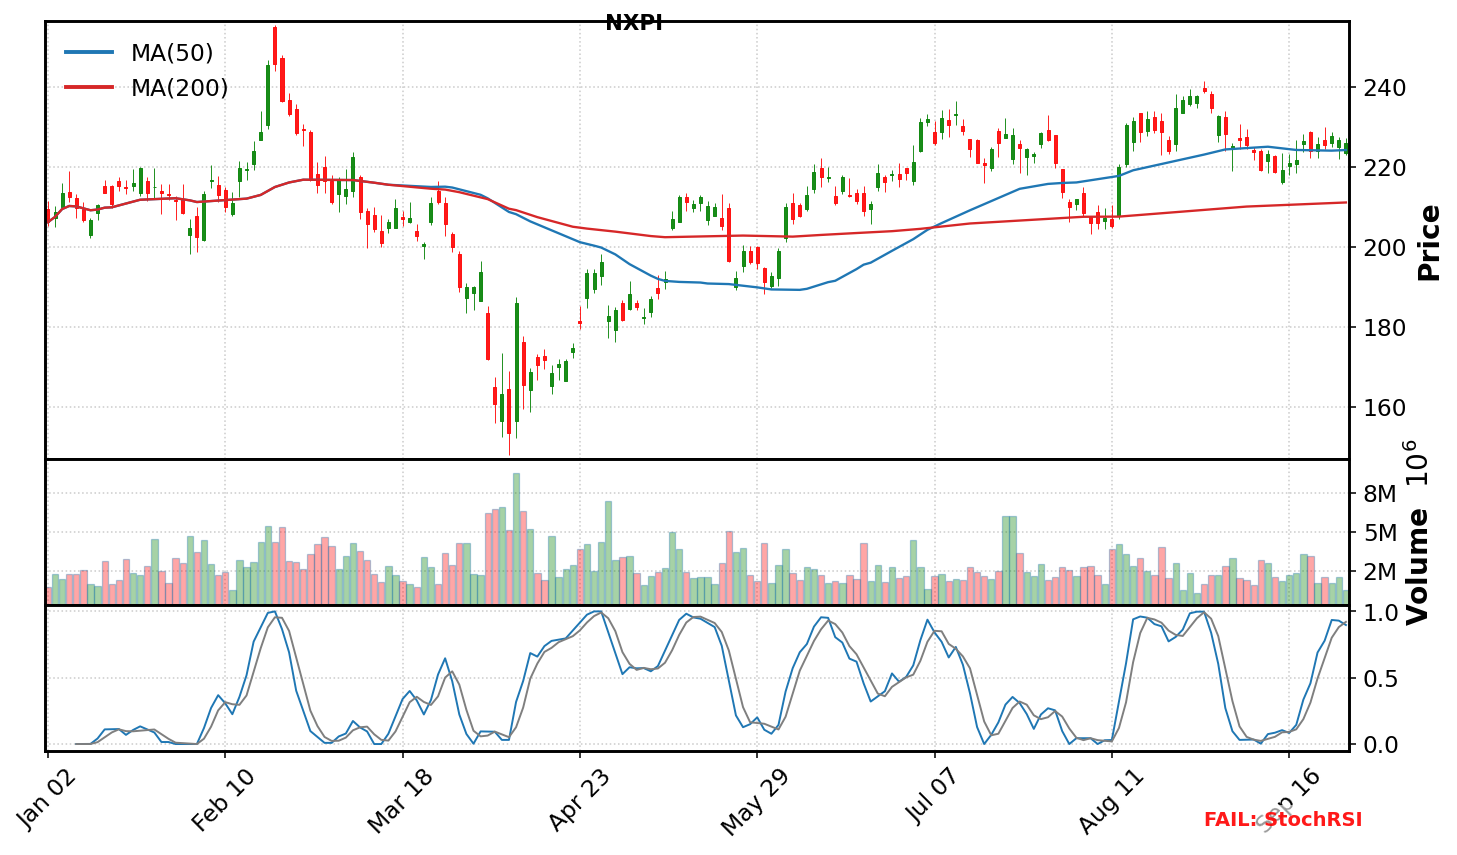 NXPI
MA(50)
MA(200)
240
220
200
180
160
Price
10^6
8M
5M
2M
Volume
1.0
0.5
0.0
Jan 02
Feb 10
Mar 18
Apr 23
May 29
Jul 07
Aug 11
Sep 16
FAIL: StochRSI